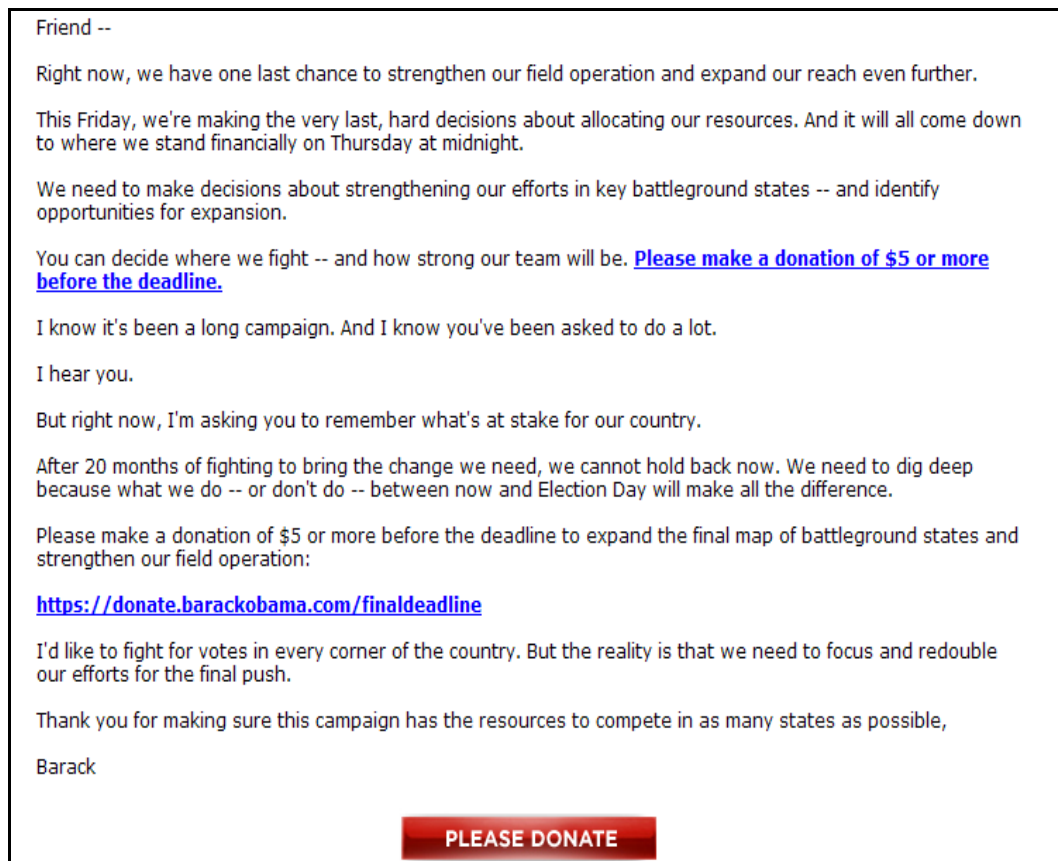 Friend --
Right now, we have one last chance to strengthen our field operation and expand our reach even further.
This Friday, we're making the very last, hard decisions about allocating our resources. And it will all come down
to where we stand financially on Thursday at midnight.
We need to make decisions about strengthening our efforts in key battleground states -- and identify
opportunities for expansion.
You can decide where we fight -- and how strong our team will be. Please make a donation of $5 or more
before the deadline.
I know it's been a long campaign. And I know you've been asked to do a lot.
I hear you.
But right now, I'm asking you to remember what's at stake for our country.
After 20 months of fighting to bring the change we need, we cannot hold back now. We need to dig deep
because what we do -- or don't do -- between now and Election Day will make all the difference.
Please make a donation of $5 or more before the deadline to expand the final map of battleground states and
strengthen our field operation:
https://donate.barackobama.com/finaldeadline
I'd like to fight for votes in every corner of the country. But the reality is that we need to focus and redouble
our efforts for the final push.
Thank you for making sure this campaign has the resources to compete in as many states as possible,
Barack
PLEASE DONATE